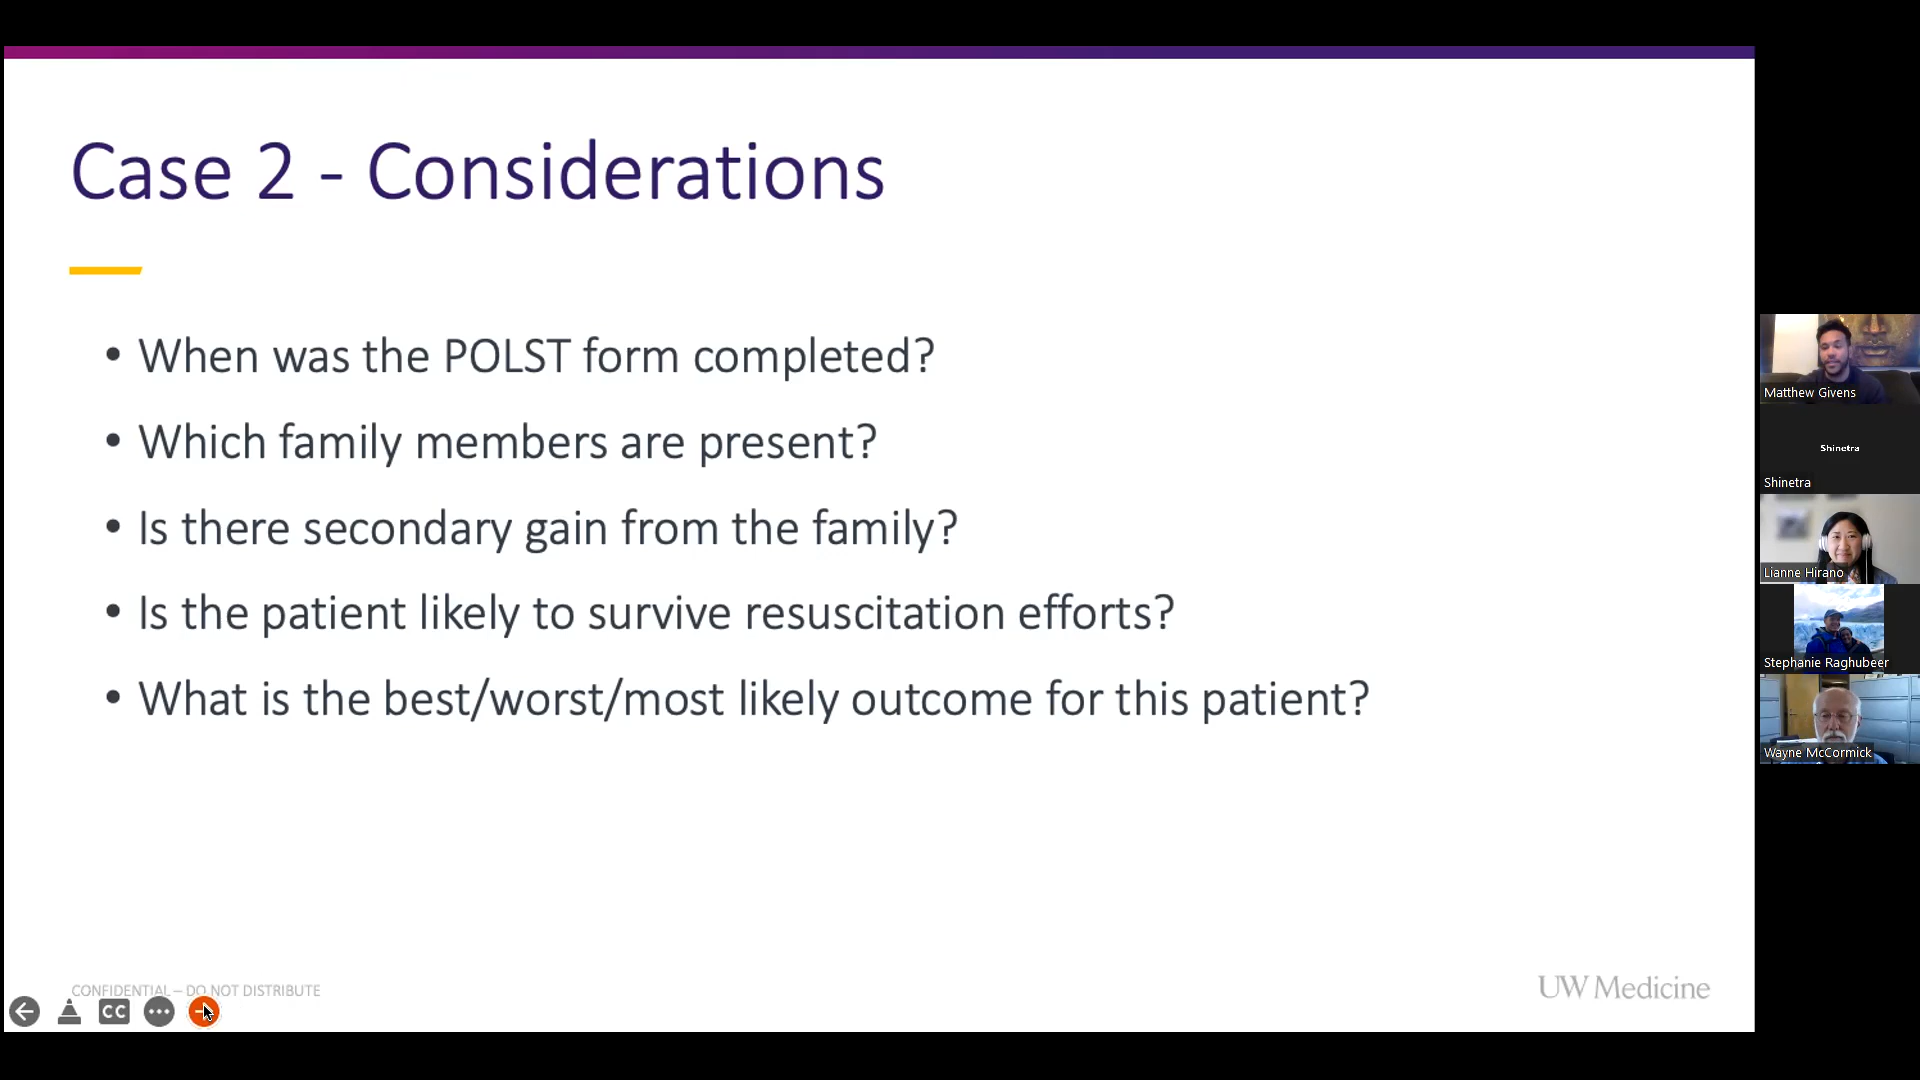 Case 2 - Considerations
• When was the POLST form completed?
• Which family members are present?
• Is there secondary gain from the family?
• Is the patient likely to survive resuscitation efforts?
• What is the best/worst/most likely outcome for this patient?
CONFIDENTIAL – DO NOT DISTRIBUTE
UW Medicine
CC
Matthew Givens
Shinetra
Shinetra
Lianne Hirano
Stephanie Raghubeer
Wayne McCormick